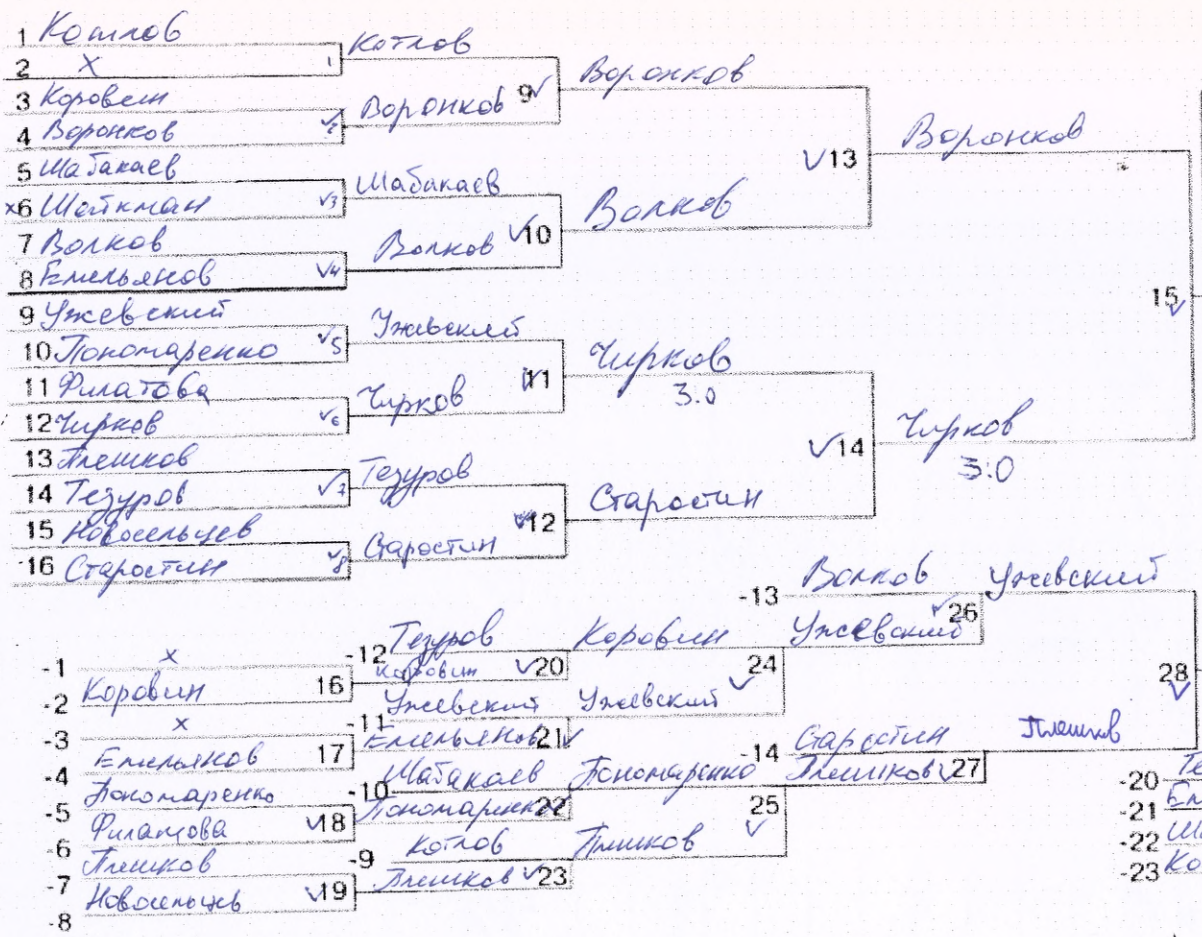 1 Котлов
Котлов
2 X
1
Воронков
3 Коровин
Воронков
9
4 Воронков
2
Воронков
5 Шабакаев
13
Шабакаев
x6 Шейкман
3
Волков
7 Волков
Волков
10
8 Емельянов
4
9 Ужевский
15
Ужевский
10 Пономаренко
5
Чирков
11 Филатова
11
3:0
Чирков
12 Чирков
6
Чирков
13 Плешков
14
3:0
Тезуров
14 Тезуров
7
Старостин
15 Новосельцев
12
Старостин
16 Старостин
8
-13 Волков
Ужевский
Ужевский
26
-12 Тезуров
Коровин
-1 X
Коровин
20
24
-2 Коровин
16
Ужевский
Ужевский
28
-3 X
-11
Емельянов
21
-14 Старостин
Плешков
-4 Емельянов
17
Шабакаев
Пономаренко
Плешков
27
-5 Пономаренко
-10
Пономаренко
22
25
-20 Те
-6 Филатова
18
-21 Ем
-9 Котлов
Плешков
-22 Ша
-7 Плешков
Плешков
23
-23 Ко
-8 Новосельцев
19